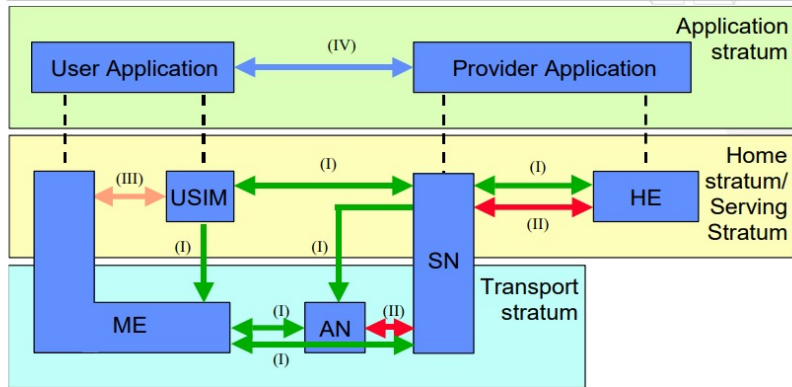 Application
stratum
(IV)
User Application
Provider Application
Home
stratum/
Serving
Stratum
(I)
(I)
(III)
USIM
HE
(II)
(I)
(I)
SN
Transport
stratum
ME
(I)
AN
(II)
(I)